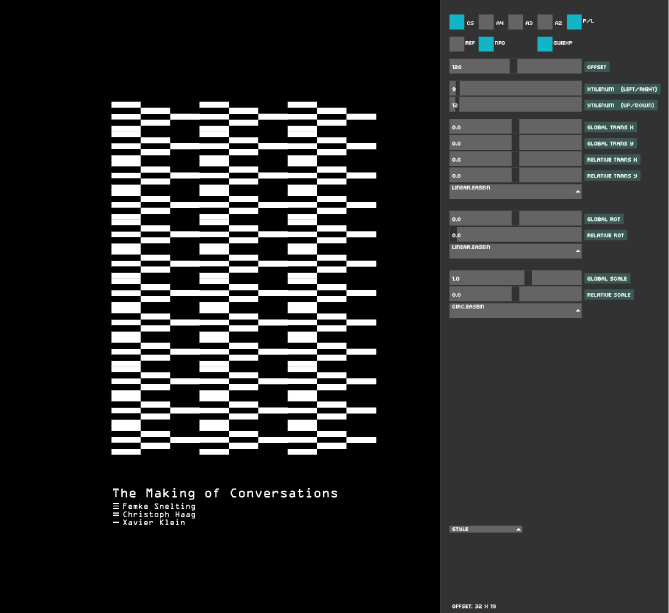 CS A4 A3 A2 P/L
REF NFO GUIE+P
120 OFFSET
9 XTILENUM (LEFT/RIGHT)
12 YTILENUM (UP/DOWN)
0.0 GLOBAL TRANS X
0.0 GLOBAL TRANS Y
0.0 RELATIVE TRANS X
0.0 RELATIVE TRANS Y
LINEAR.EASEIN
0.0 GLOBAL ROT
0.0 RELATIVE ROT
LINEAR.EASEIN
1.0 GLOBAL SCALE
0.0 RELATIVE SCALE
CIRC.EASEIN
The Making of Conversations
Femke Snelting
Christoph Haag
Xavier Klein
STYLE
OFFSET: 32 X 19